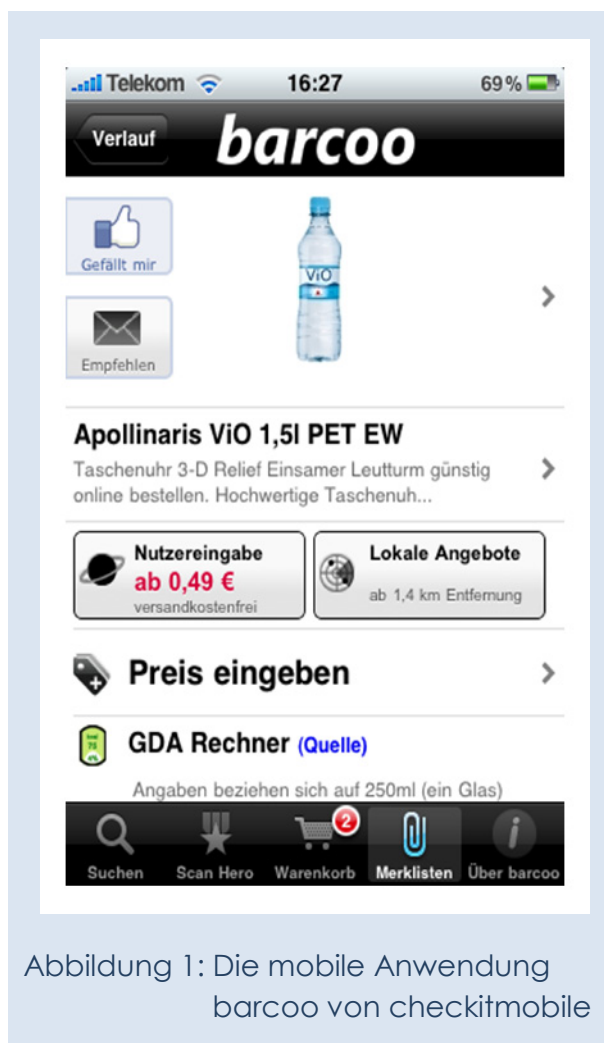 Telekom 16:27 69%
Verlauf barcoo
Gefällt mir
ViO
Empfehlen
Apollinaris ViO 1,5l PET EW
Taschenuhr 3-D Relief Einsamer Leutturm günstig
online bestellen. Hochwertige Taschenuh...
Nutzereingabe
ab 0,49 €
versandkostenfrei
Lokale Angebote
ab 1,4 km Entfernung
Preis eingeben
GDA Rechner (Quelle)
Angaben beziehen sich auf 250ml (ein Glas)
2
Suchen Scan Hero Warenkorb Merklisten Über barcoo
Abbildung 1: Die mobile Anwendung
barcoo von checkitmobile